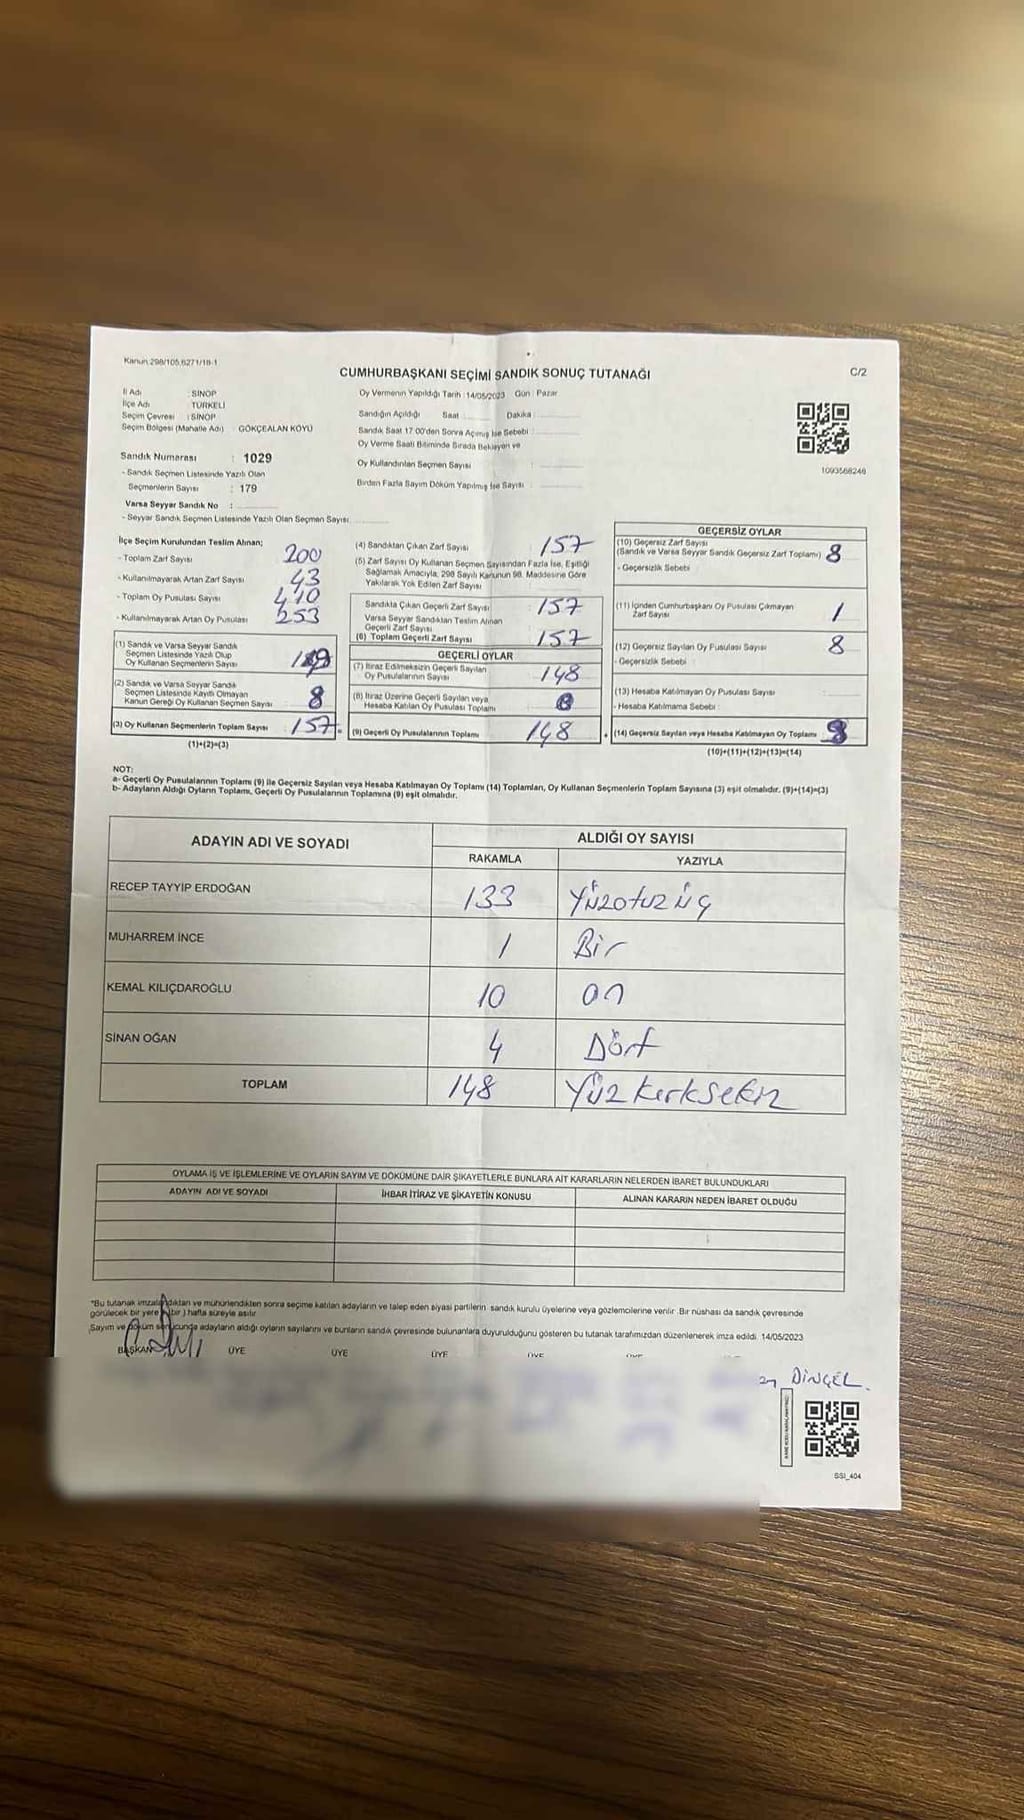 Kanun 298/105,6271/18-1
CUMHURBAŞKANI SEÇİMİ SANDIK SONUÇ TUTANAĞI
C/2
İl Adı : SİNOP
İlçe Adı : TÜRKELİ
Seçim Çevresi : SİNOP
Seçim Bölgesi (Mahalle Adı) : GÖKÇEALAN KÖYÜ
Sandık Numarası : 1029
- Sandık Seçmen Listesinde Yazılı Olan
Seçmenlerin Sayısı : 179
Varsa Seyyar Sandık No :
- Seyyar Sandık Seçmen Listesinde Yazılı Olan Seçmen Sayısı
Oy Vermenin Yapıldığı Tarih : 14/05/2023 Gün : Pazar
Sandığın Açıldığı Saat Dakika
Sandık Saat 17:00'den Sonra Açılmış İse Sebebi :
Oy Verme Saati Bitiminde Sırada Bekleyen ve
Oy Kullandırılan Seçmen Sayısı
Birden Fazla Sayım Döküm Yapılmış İse Sayısı :
1093568248
İlçe Seçim Kurulundan Teslim Alınan;
- Toplam Zarf Sayısı 200
- Kullanılmayarak Artan Zarf Sayısı 43
- Toplam Oy Pusulası Sayısı 410
- Kullanılmayarak Artan Oy Pusulası 253
(1) Sandık ve Varsa Seyyar Sandık
Seçmen Listesinde Yazılı Olup
Oy Kullanan Seçmenlerin Sayısı
(2) Sandık ve Varsa Seyyar Sandık
Seçmen Listesinde Kayıtlı Olmayan
Kanun Gereği Oy Kullanan Seçmen Sayısı 8
(3) Oy Kullanan Seçmenlerin Toplam Sayısı 157
(1)+(2)=(3)
(4) Sandıktan Çıkan Zarf Sayısı 157
(5) Zarf Sayısı Oy Kullanan Seçmen Sayısından Fazla İse, Eşitliği
Sağlamak Amacıyla, 298 Sayılı Kanunun 98. Maddesine Göre
Yakılarak Yok Edilen Zarf Sayısı
Sandıkta Çıkan Geçerli Zarf Sayısı : 157
Varsa Seyyar Sandıktan Teslim Alınan
Geçerli Zarf Sayısı
(6) Toplam Geçerli Zarf Sayısı 157
GEÇERLİ OYLAR
(7) İtiraz Edilmeksizin Geçerli Sayılan
Oy Pusulalarının Sayısı 148
(8) İtiraz Üzerine Geçerli Sayılan veya
Hesaba Katılan Oy Pusulası Toplamı
(9) Geçerli Oy Pusulalarının Toplamı 148
GEÇERSİZ OYLAR
(10) Geçersiz Zarf Sayısı
(Sandık ve Varsa Seyyar Sandık Geçersiz Zarf Toplamı) 8
- Geçersizlik Sebebi
(11) İçinden Cumhurbaşkanı Oy Pusulası Çıkmayan
Zarf Sayısı 1
(12) Geçersiz Sayılan Oy Pusulası Sayısı 8
- Geçersizlik Sebebi
(13) Hesaba Katılmayan Oy Pusulası Sayısı
- Hesaba Katılmama Sebebi :
(14) Geçersiz Sayılan veya Hesaba Katılmayan Oy Toplamı
(10)+(11)+(12)+(13)=(14)
NOT:
a- Geçerli Oy Pusulalarının Toplamı (9) ile Geçersiz Sayılan veya Hesaba Katılmayan Oy Toplamı (14) Toplamları, Oy Kullanan Seçmenlerin Toplam Sayısına (3) eşit olmalıdır. (9)+(14)=(3)
b- Adayların Aldığı Oyların Toplamı, Geçerli Oy Pusulalarının Toplamına (9) eşit olmalıdır.
ADAYIN ADI VE SOYADI ALDIĞI OY SAYISI
RAKAMLA YAZIYLA
RECEP TAYYİP ERDOĞAN 133 Yüzotuz üç
MUHARREM İNCE 1 Bir
KEMAL KILIÇDAROĞLU 10 on
SİNAN OĞAN 4 Dört
TOPLAM 148 Yüz Kırksekiz
OYLAMA İŞ VE İŞLEMLERİNE VE OYLARIN SAYIM VE DÖKÜMÜNE DAİR ŞİKAYETLERLE BUNLARA AİT KARARLARIN NELERDEN İBARET BULUNDUKLARI
ADAYIN ADI VE SOYADI İHBAR İTİRAZ VE ŞİKAYETİN KONUSU ALINAN KARARIN NEDEN İBARET OLDUĞU
*Bu tutanak imzalandıktan ve mühürlendikten sonra seçime katılan adayların ve talep eden siyasi partilerin sandık kurulu üyelerine veya gözlemcilerine verilir. Bir nüshası da sandık çevresinde
görülecek bir yere (bir) hafta süreyle asılır
Sayım ve döküm sonucunda adayların aldığı oyların sayılarını ve bunların sandık çevresinde bulunanlara duyurulduğunu gösteren bu tutanak tarafımızdan düzenlenerek imza edildi. 14/05/2023
BAŞKAN ÜYE ÜYE ÜYE
DİNÇEL
SSİ_404